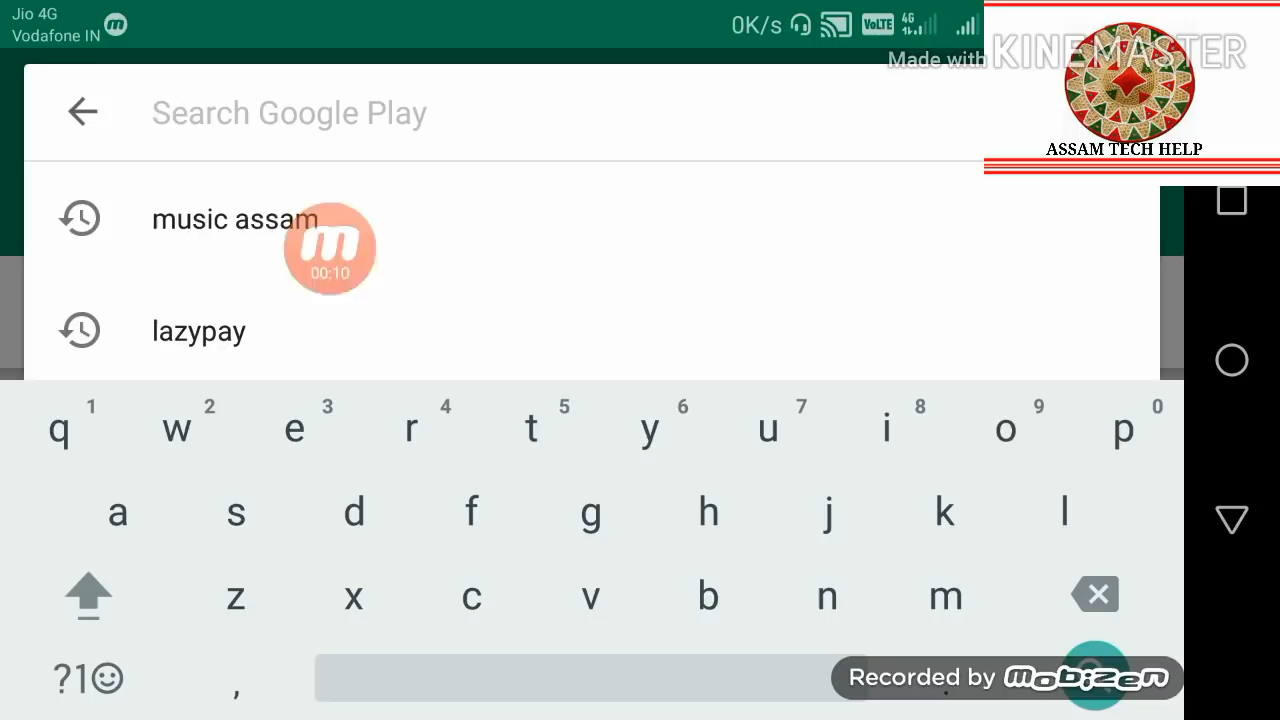 Jio 4G
Vodafone IN
0K/s
VoLTE
4G
Made with KINEMASTER
ASSAM TECH HELP
Search Google Play
music assam
00:10
lazypay
1 2 3 4 5 6 7 8 9 0
q w e r t y u i o p
a s d f g h j k l
z x c v b n m
?1
,
.
Recorded by mobizen